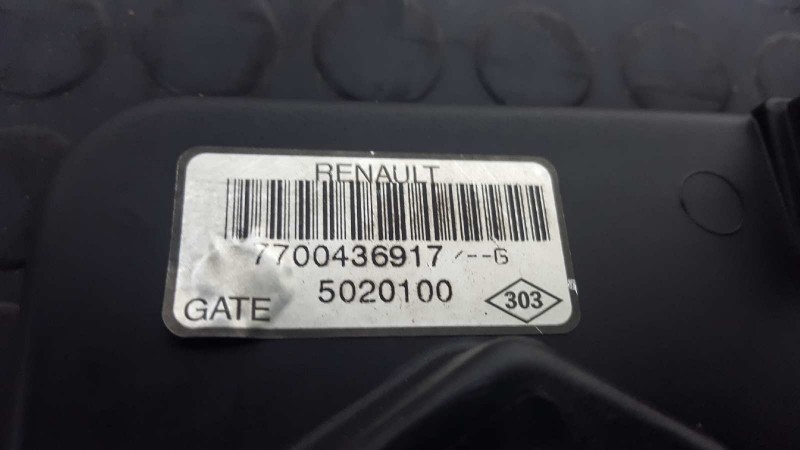 RENAULT
7700436917/--G
5020100
GATE
303